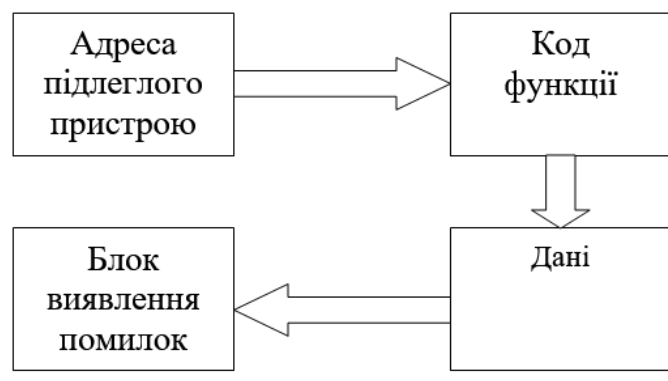 Адреса
підлеглого
пристрою
Код
функції
Дані
Блок
виявлення
помилок